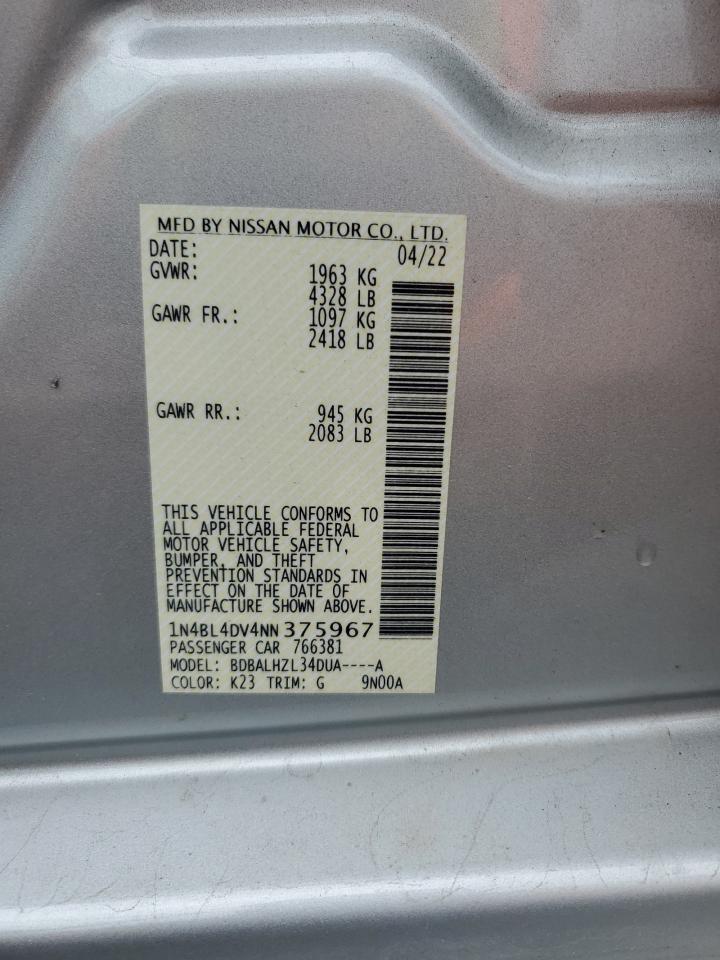 MFD BY NISSAN MOTOR CO., LTD.
DATE: 04/22
GVWR: 1963 KG
4328 LB
GAWR FR.: 1097 KG
2418 LB
GAWR RR.: 945 KG
2083 LB
THIS VEHICLE CONFORMS TO
ALL APPLICABLE FEDERAL
MOTOR VEHICLE SAFETY,
BUMPER, AND THEFT
PREVENTION STANDARDS IN
EFFECT ON THE DATE OF
MANUFACTURE SHOWN ABOVE.
1N4BL4DV4NN375967
PASSENGER CAR 766381
MODEL: BDBALHZL34DUA----A
COLOR: K23 TRIM: G 9N00A